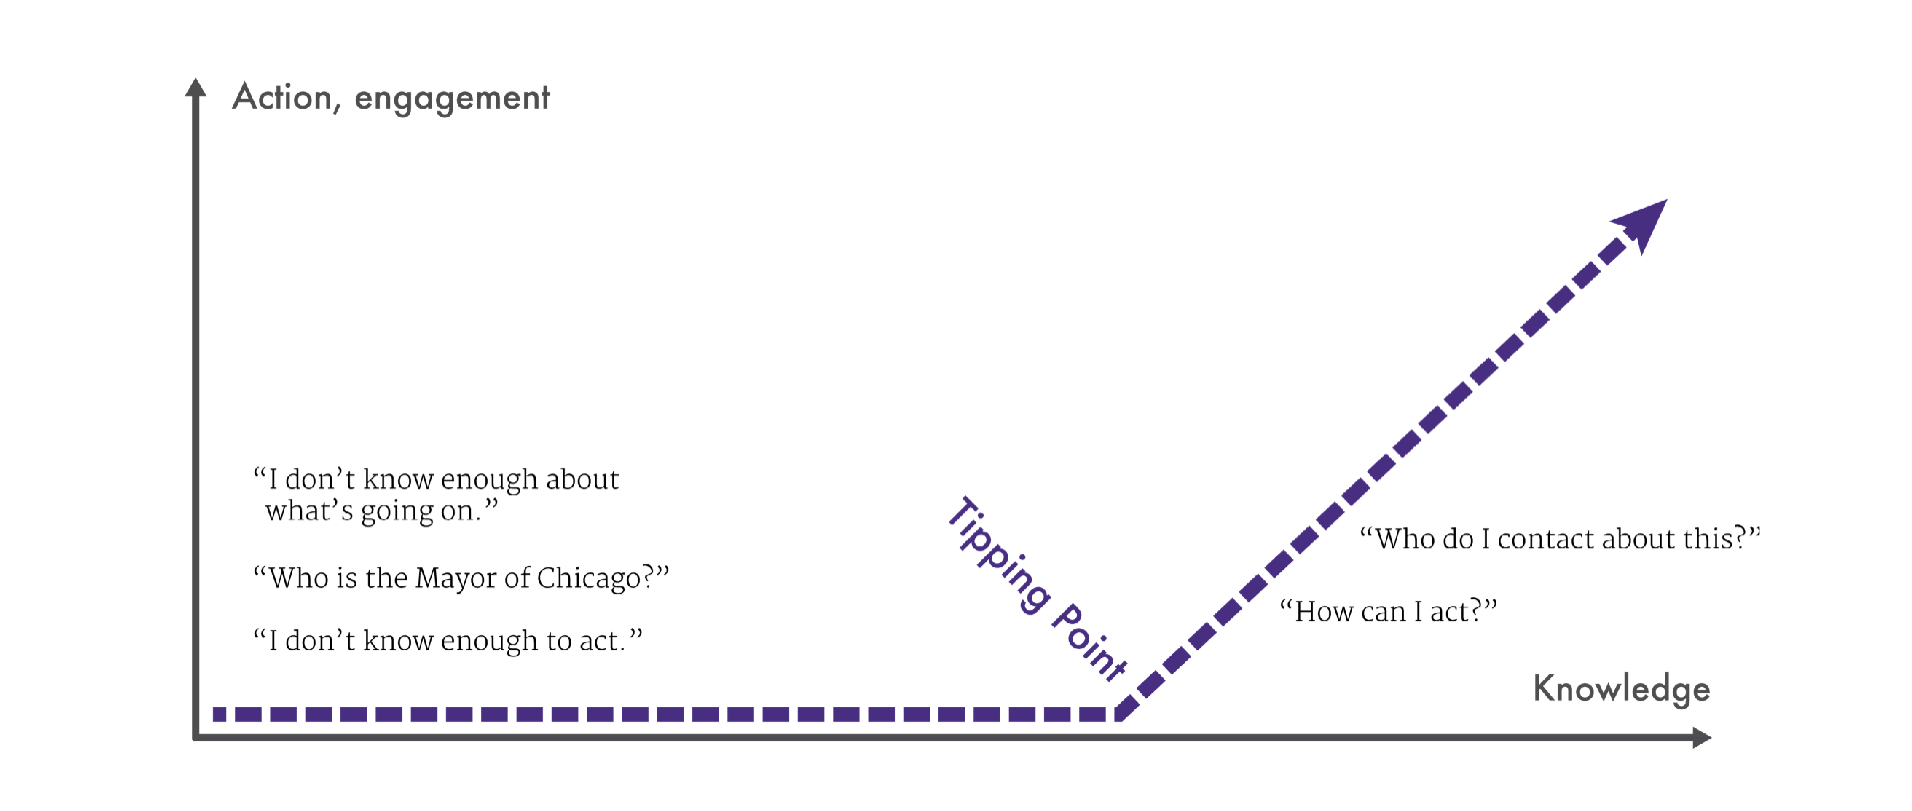 Action, engagement
“I don’t know enough about
what’s going on.”
“Who is the Mayor of Chicago?”
“I don’t know enough to act.”
Tipping Point
“Who do I contact about this?”
“How can I act?”
Knowledge